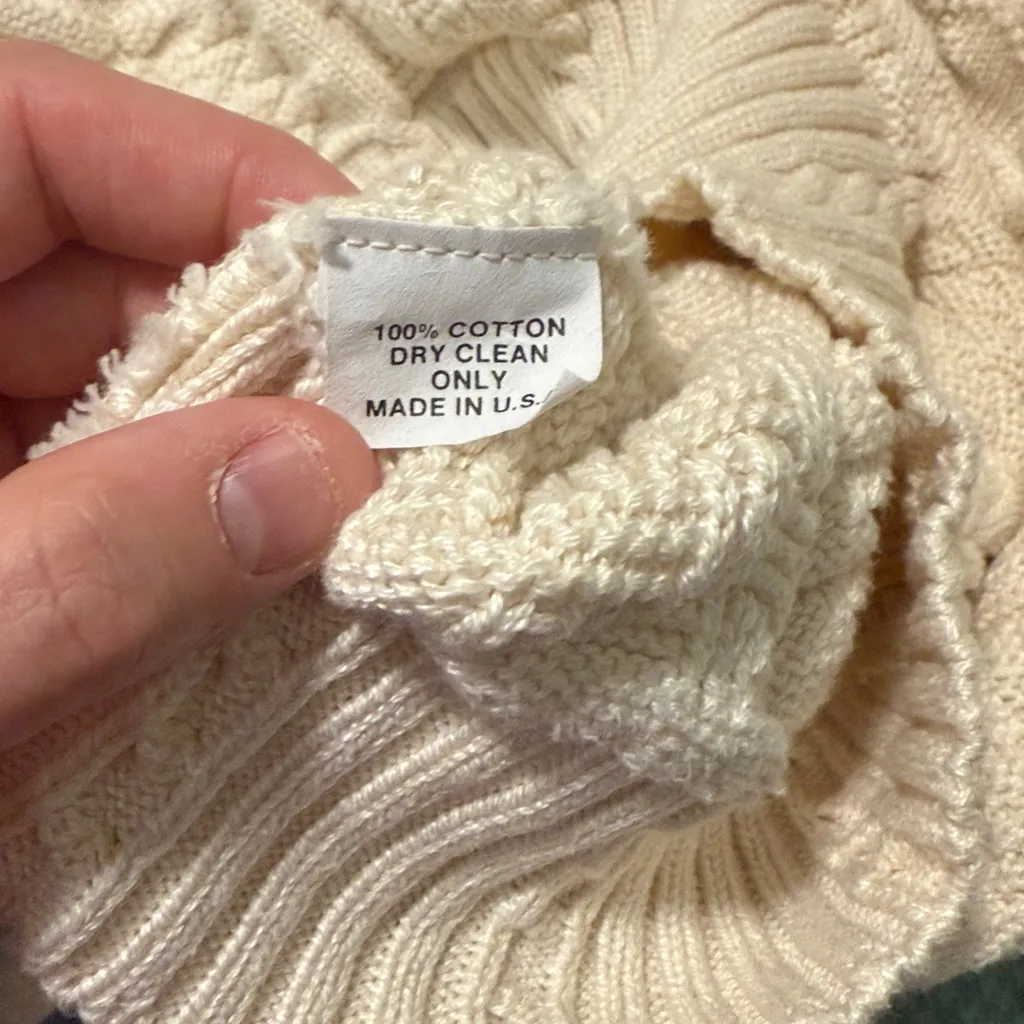 100% COTTON
DRY CLEAN
ONLY
MADE IN U.S.